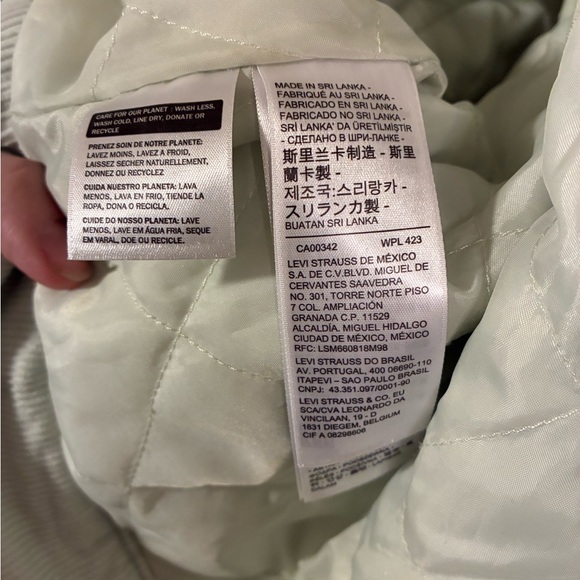 CARE FOR OUR PLANET : WASH LESS,
WASH COLD, LINE DRY, DONATE OR
RECYCLE
PRENEZ SOIN DE NOTRE PLANETE:
LAVEZ MOINS, LAVEZ A FROID,
LAISSEZ SECHER NATURELLEMENT,
DONNEZ OU RECYCLEZ
CUIDA NUESTRO PLANETA: LAVA
MENOS, LAVA EN FRIO, TIENDE LA
ROPA, DONA O RECICLA.
CUIDE DO NOSSO PLANETA: LAVE
MENOS, LAVE EM ÁGUA FRIA, SEQUE
EM VARAL, DOE OU RECICLE.
MADE IN SRI LANKA -
FABRIQUÉ AU SRI LANKA -
FABRICADO EN SRI LANKA -
FABRICADO NO SRI LANKA -
SRİ LANKA' DA ÜRETİLMİŞTİR
- СДЕЛАНО В ШРИ-ЛАНКЕ -
斯里兰卡制造 - 斯里
蘭卡製 -
제조국:스리랑카 -
スリランカ製 -
BUATAN SRI LANKA
CA00342 WPL 423
LEVI STRAUSS DE MÉXICO
S.A. DE C.V.BLVD. MIGUEL DE
CERVANTES SAAVEDRA
NO. 301, TORRE NORTE PISO
7 COL. AMPLIACIÓN
GRANADA C.P. 11529
ALCALDÍA. MIGUEL HIDALGO
CIUDAD DE MÉXICO, MÉXICO
RFC: LSM660818M98
LEVI STRAUSS DO BRASIL
AV. PORTUGAL, 400 06690-110
ITAPEVI – SAO PAULO BRASIL
CNPJ: 43.351.097/0001-90
LEVI STRAUSS & CO. EU
SCA/CVA LEONARDO DA
VINCILAAN, 19 - D
1831 DIEGEM, BELGIUM
CIF A 08298606